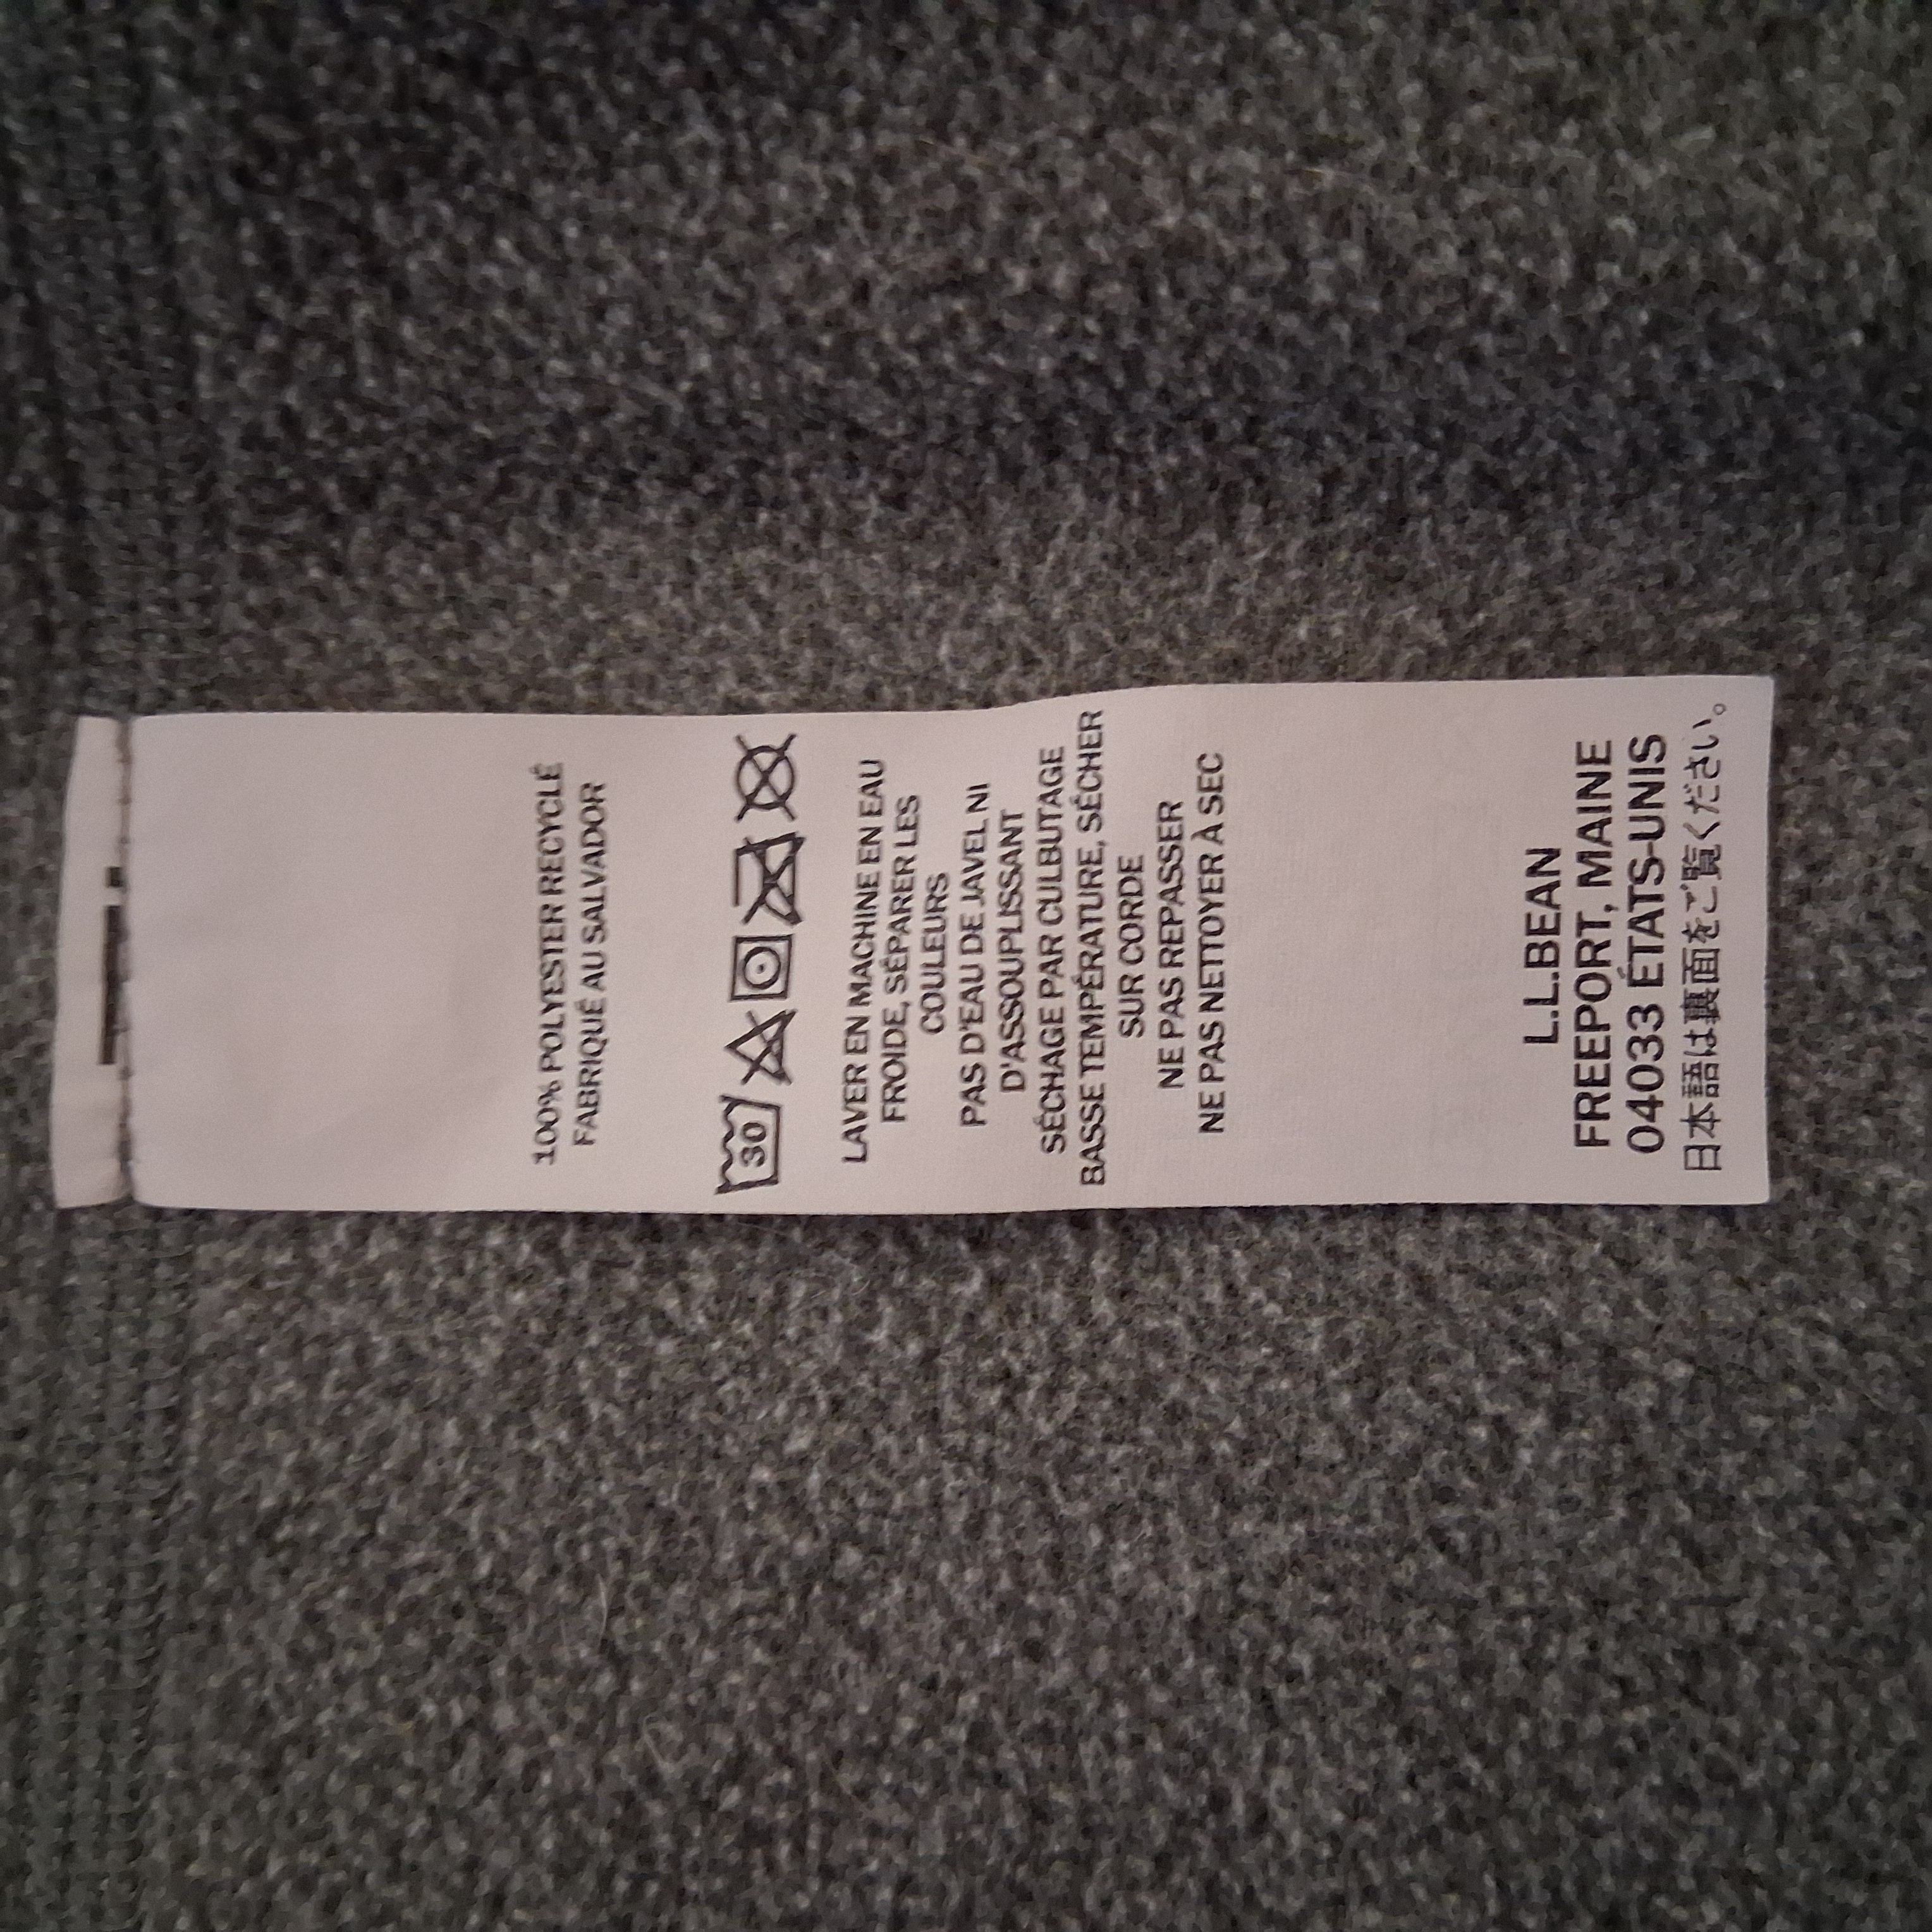 100% POLYESTER RECYCLÉ
FABRIQUÉ AU SALVADOR
30
LAVER EN MACHINE EN EAU
FROIDE, SÉPARER LES
COULEURS
PAS D'EAU DE JAVEL NI
D'ASSOUPLISSANT
SÉCHAGE PAR CULBUTAGE
BASSE TEMPÉRATURE, SÉCHER
SUR CORDE
NE PAS REPASSER
NE PAS NETTOYER À SEC
L.L.BEAN
FREEPORT, MAINE
04033 ÉTATS-UNIS
日本語は裏面をご覧ください。